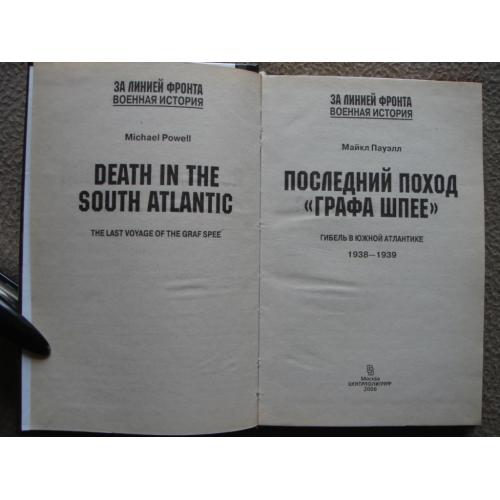 ЗА ЛИНИЕЙ ФРОНТА
ВОЕННАЯ ИСТОРИЯ
Michael Powell
DEATH IN THE
SOUTH ATLANTIC
THE LAST VOYAGE OF THE GRAF SPEE
ЗА ЛИНИЕЙ ФРОНТА
ВОЕННАЯ ИСТОРИЯ
Майкл Пауэлл
ПОСЛЕДНИЙ ПОХОД
«ГРАФА ШПЕЕ»
ГИБЕЛЬ В ЮЖНОЙ АТЛАНТИКЕ
1938–1939
Москва
ЦЕНТРПОЛИГРАФ
2006